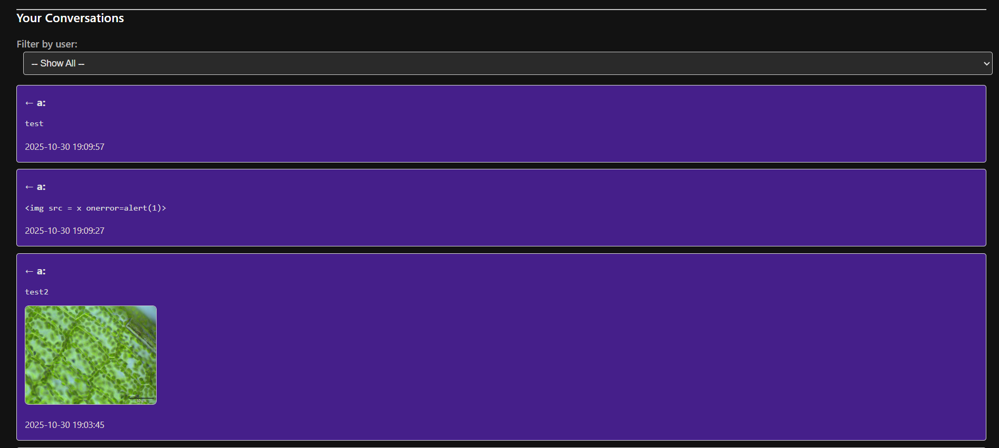 Your Conversations
Filter by user:
-- Show All --
← a:
test
2025-10-30 19:09:57
← a:
<img src = x onerror=alert(1)>
2025-10-30 19:09:27
← a:
test2
2025-10-30 19:03:45